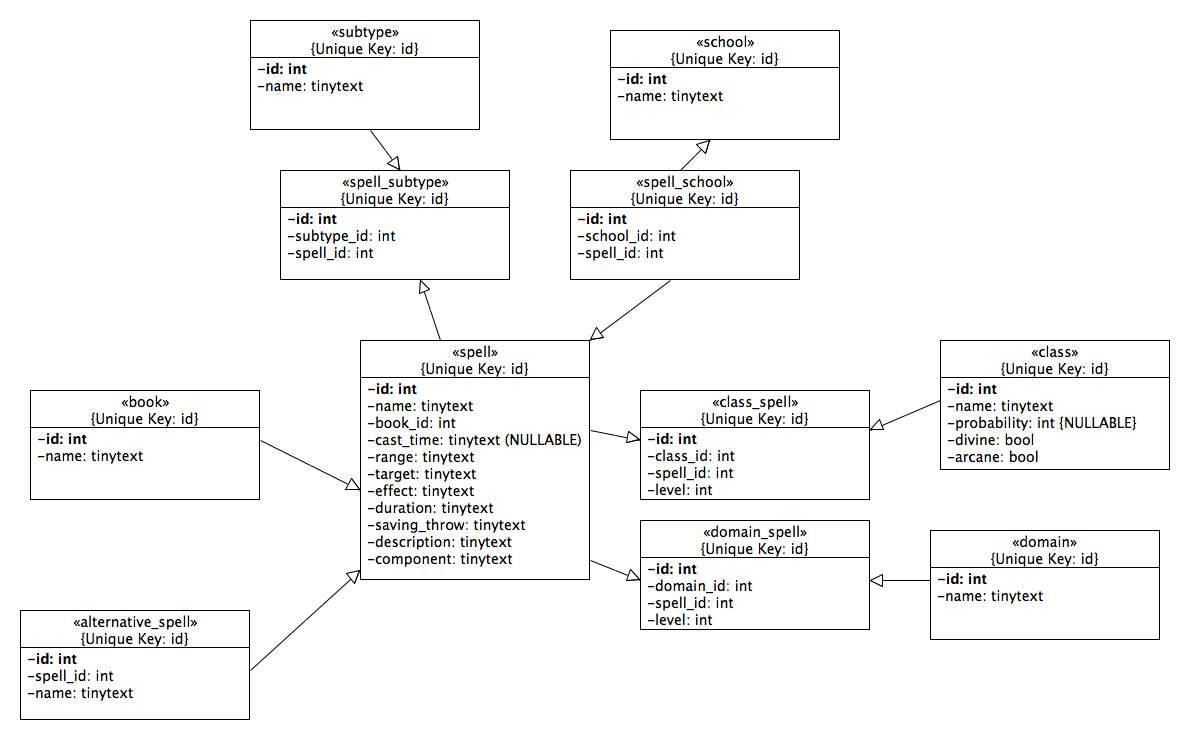 «subtype»
{Unique Key: id}
-id: int
-name: tinytext
«school»
{Unique Key: id}
-id: int
-name: tinytext
«spell_subtype»
{Unique Key: id}
-id: int
-subtype_id: int
-spell_id: int
«spell_school»
{Unique Key: id}
-id: int
-school_id: int
-spell_id: int
«spell»
{Unique Key: id}
-id: int
-name: tinytext
-book_id: int
-cast_time: tinytext (NULLABLE)
-range: tinytext
-target: tinytext
-effect: tinytext
-duration: tinytext
-saving_throw: tinytext
-description: tinytext
-component: tinytext
«book»
{Unique Key: id}
-id: int
-name: tinytext
«class_spell»
{Unique Key: id}
-id: int
-class_id: int
-spell_id: int
-level: int
«class»
{Unique Key: id}
-id: int
-name: tinytext
-probability: int {NULLABLE}
-divine: bool
-arcane: bool
«domain_spell»
{Unique Key: id}
-id: int
-domain_id: int
-spell_id: int
-level: int
«domain»
{Unique Key: id}
-id: int
-name: tinytext
«alternative_spell»
{Unique Key: id}
-id: int
-spell_id: int
-name: tinytext